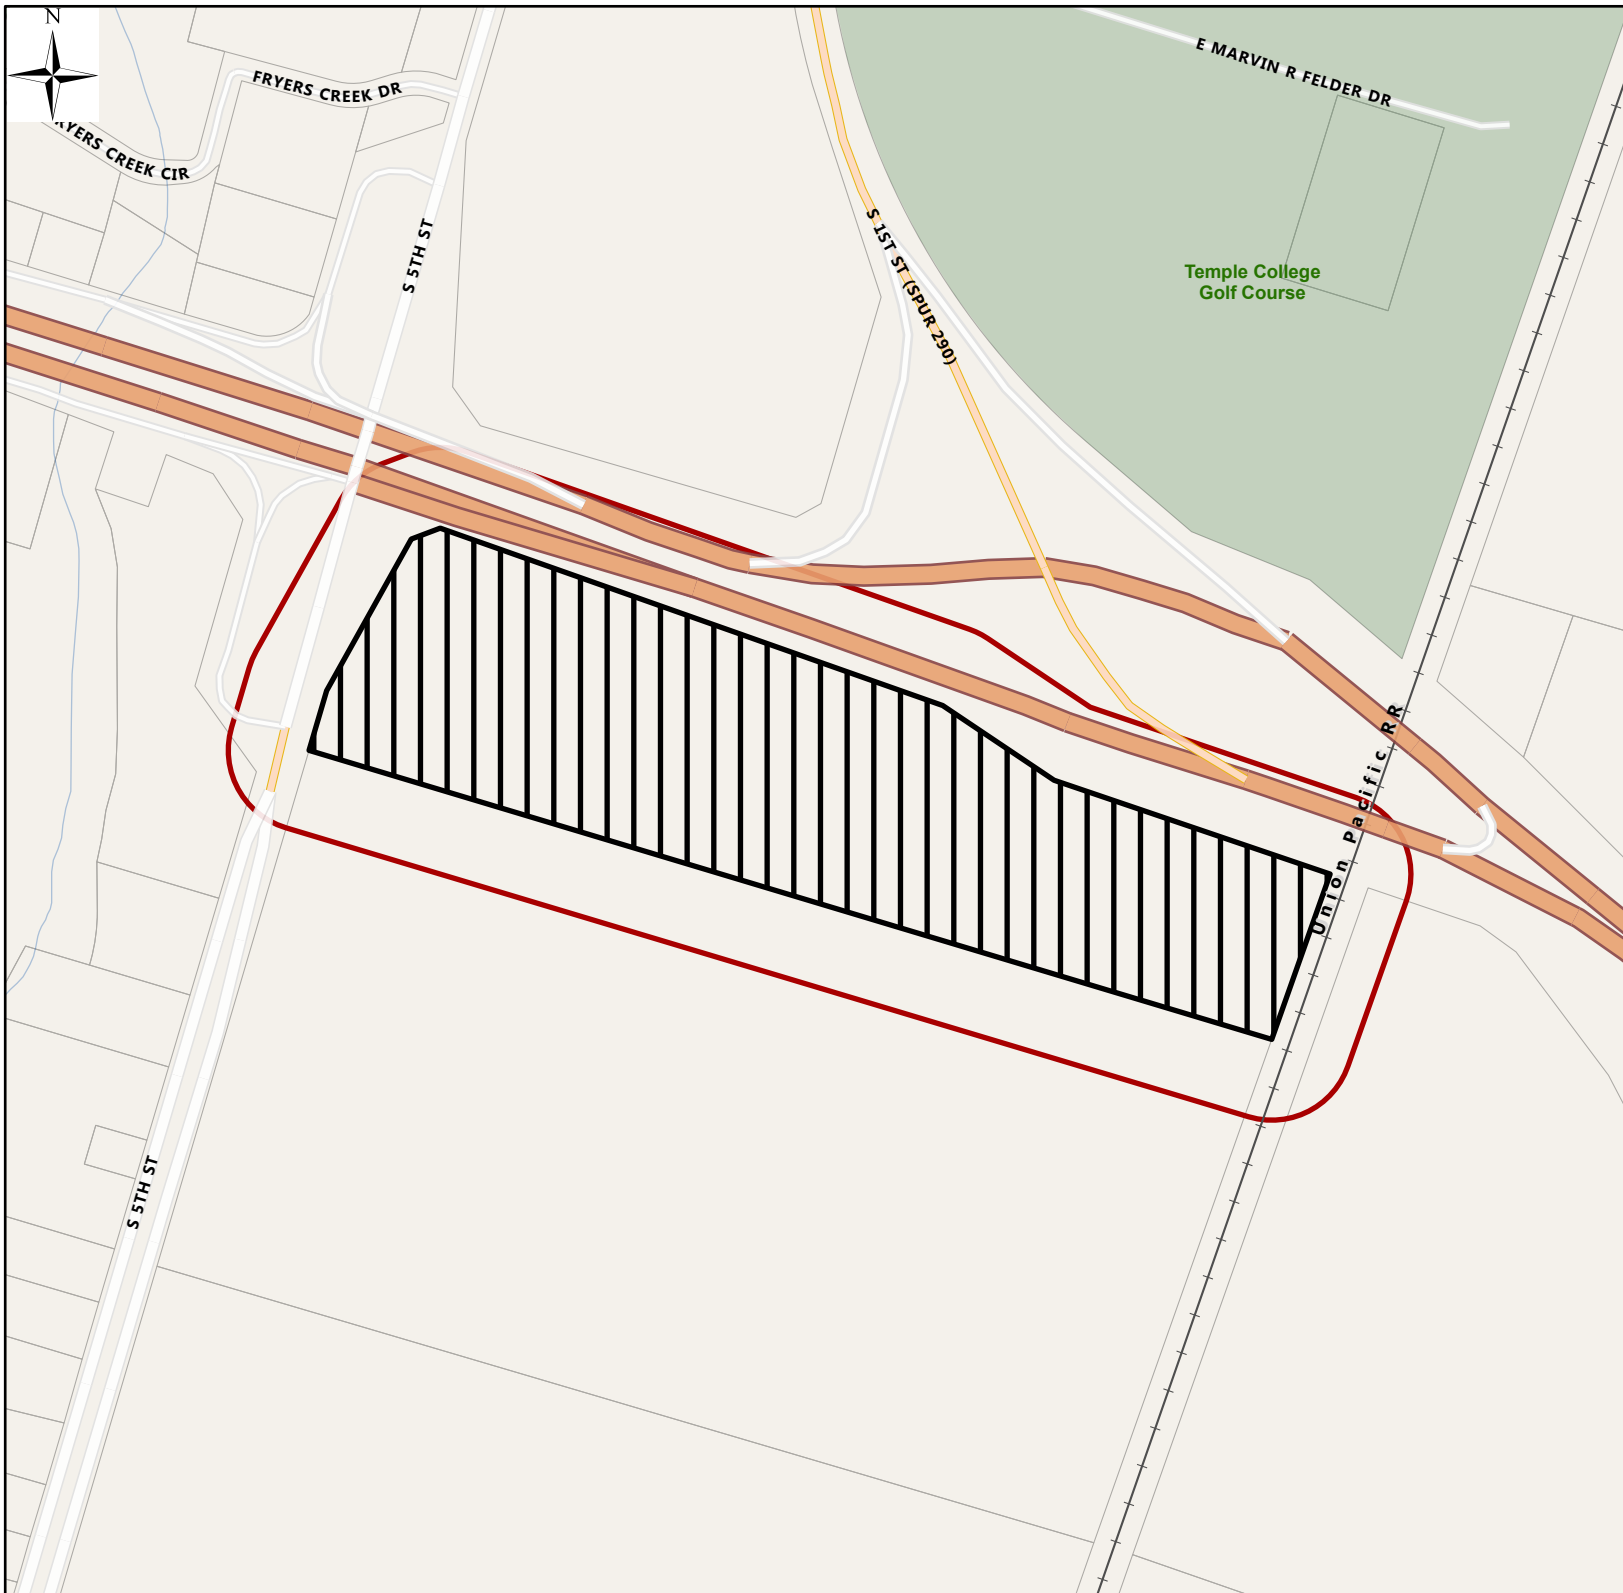 N
FRYERS CREEK DR
E MARVIN R FELDER DR
RYERS CREEK CIR
S 5TH ST
S 1ST ST (SPUR 290)
Temple College
Golf Course
Union Pacific RR
S 5TH ST